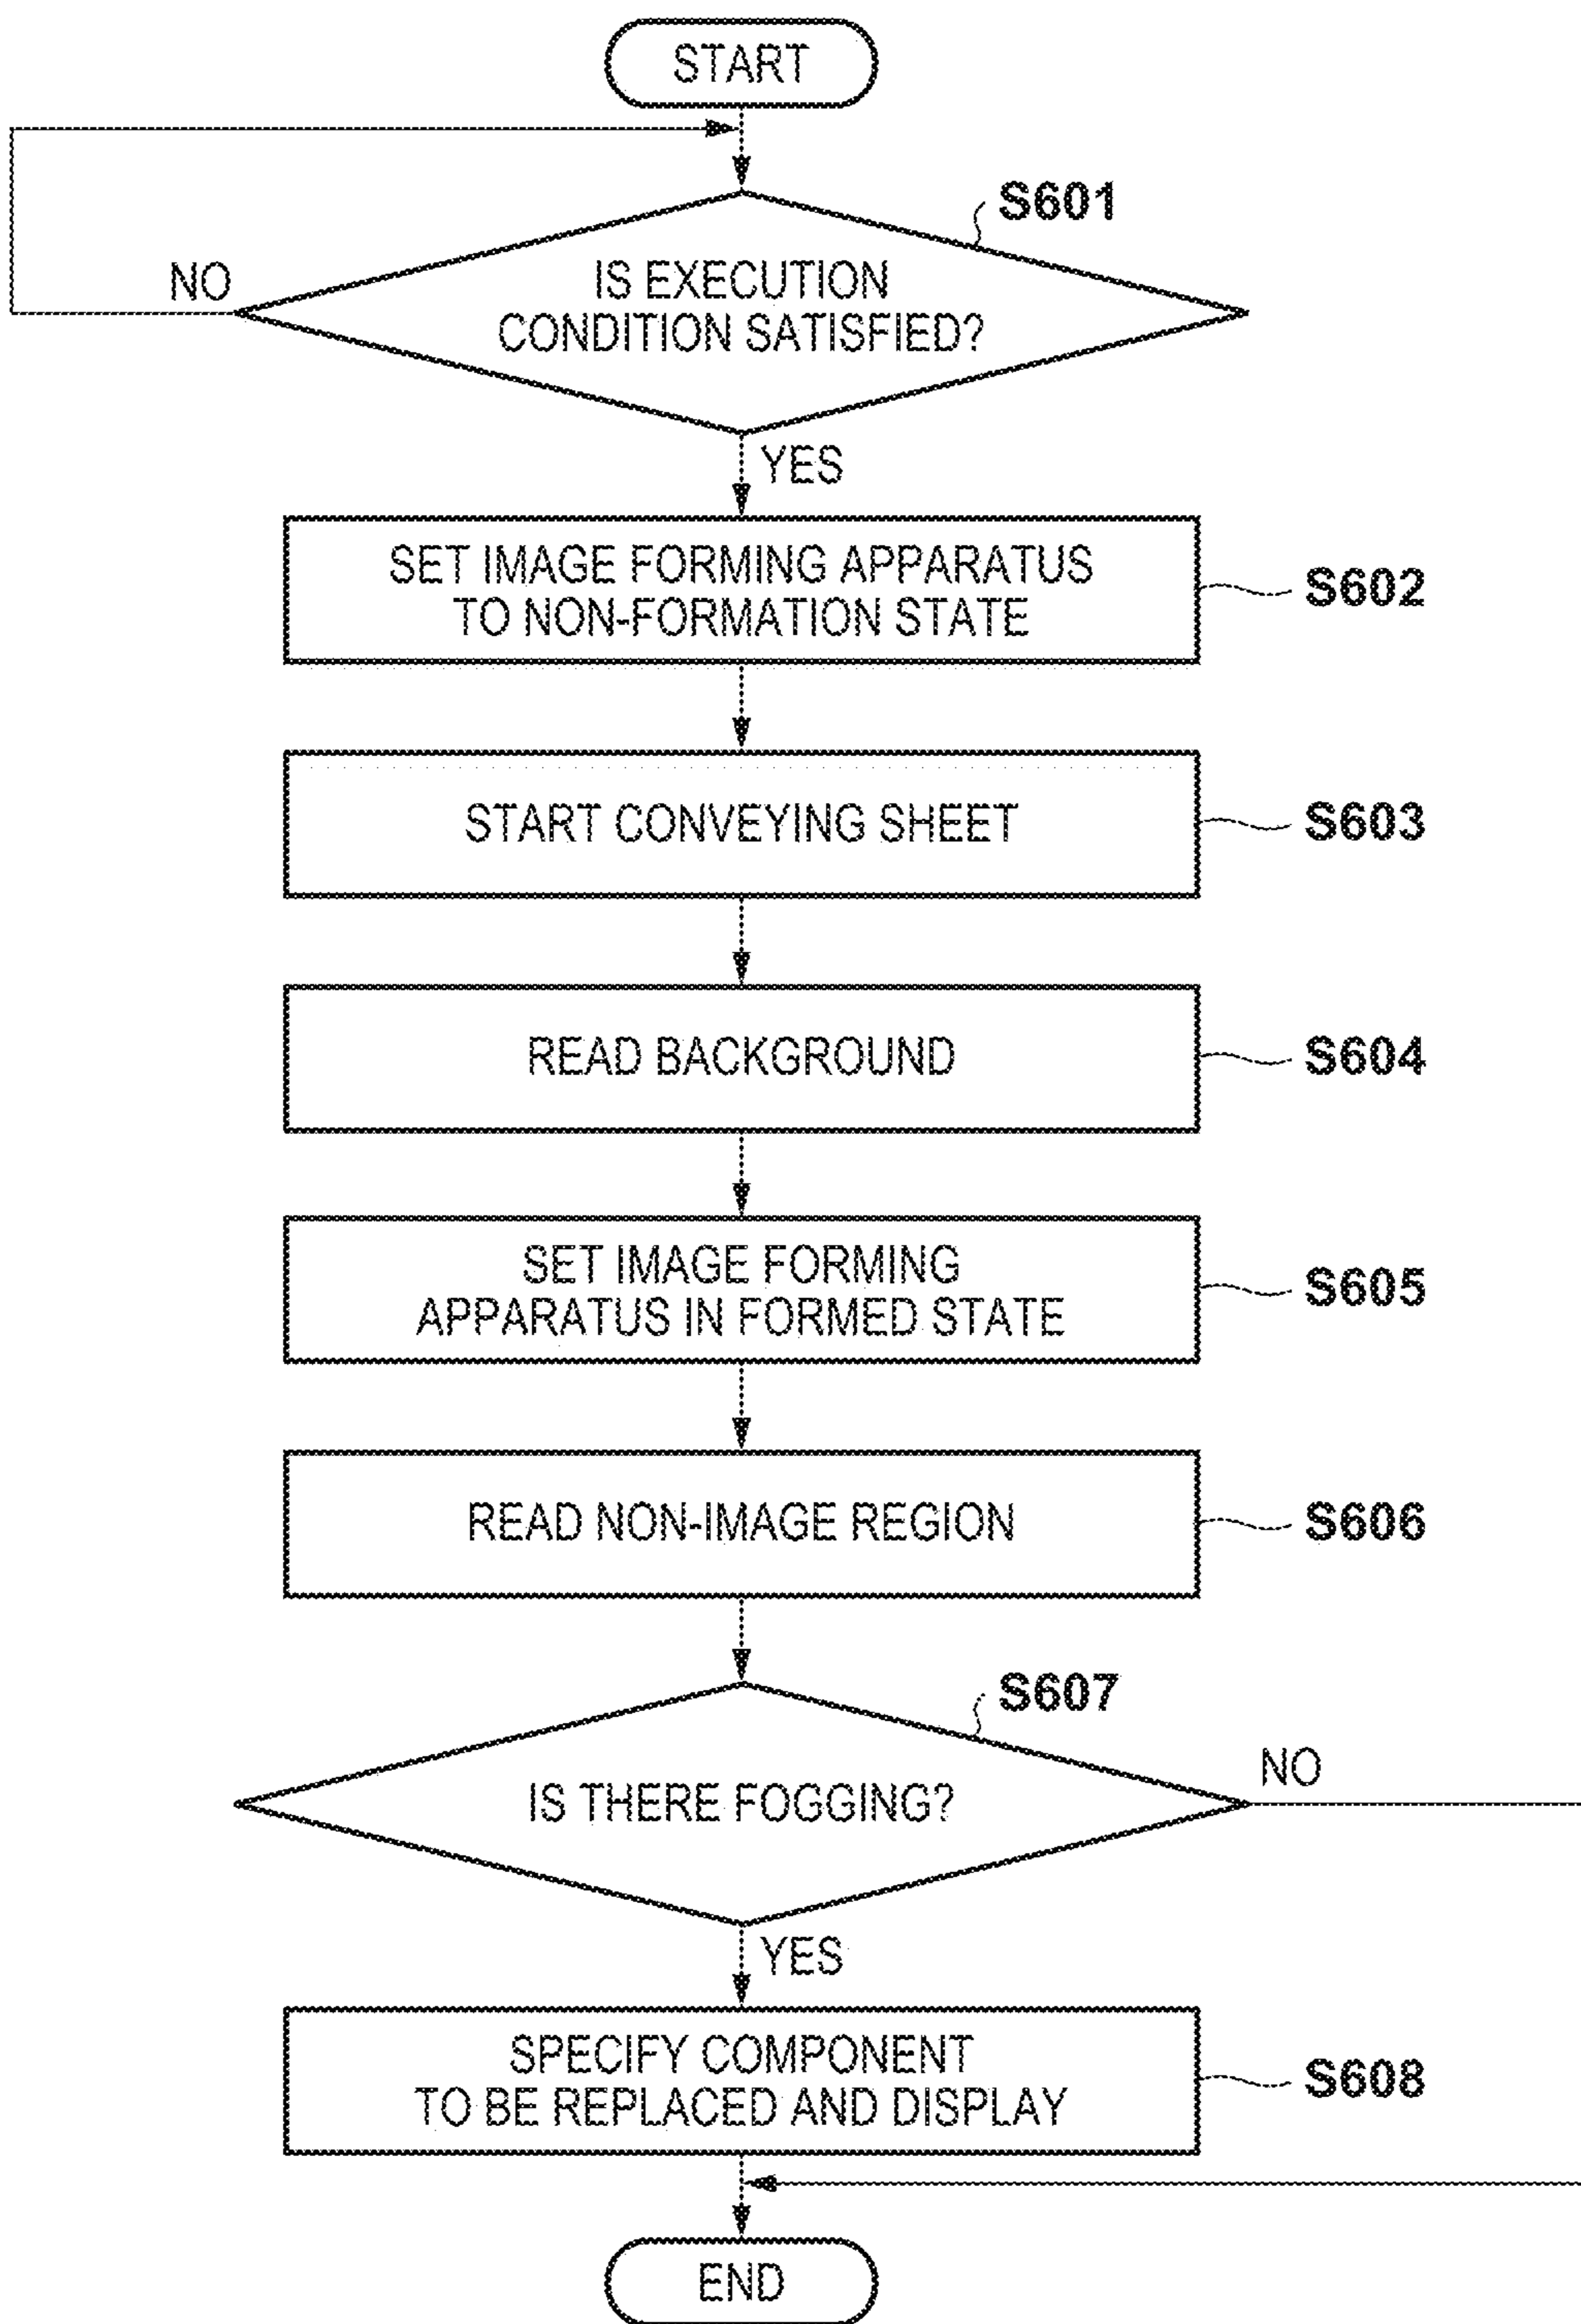 START
S601
IS EXECUTION
CONDITION SATISFIED?
NO
YES
SET IMAGE FORMING APPARATUS
TO NON-FORMATION STATE
S602
START CONVEYING SHEET
S603
READ BACKGROUND
S604
SET IMAGE FORMING
APPARATUS IN FORMED STATE
S605
READ NON-IMAGE REGION
S606
S607
IS THERE FOGGING?
NO
YES
SPECIFY COMPONENT
TO BE REPLACED AND DISPLAY
S608
END